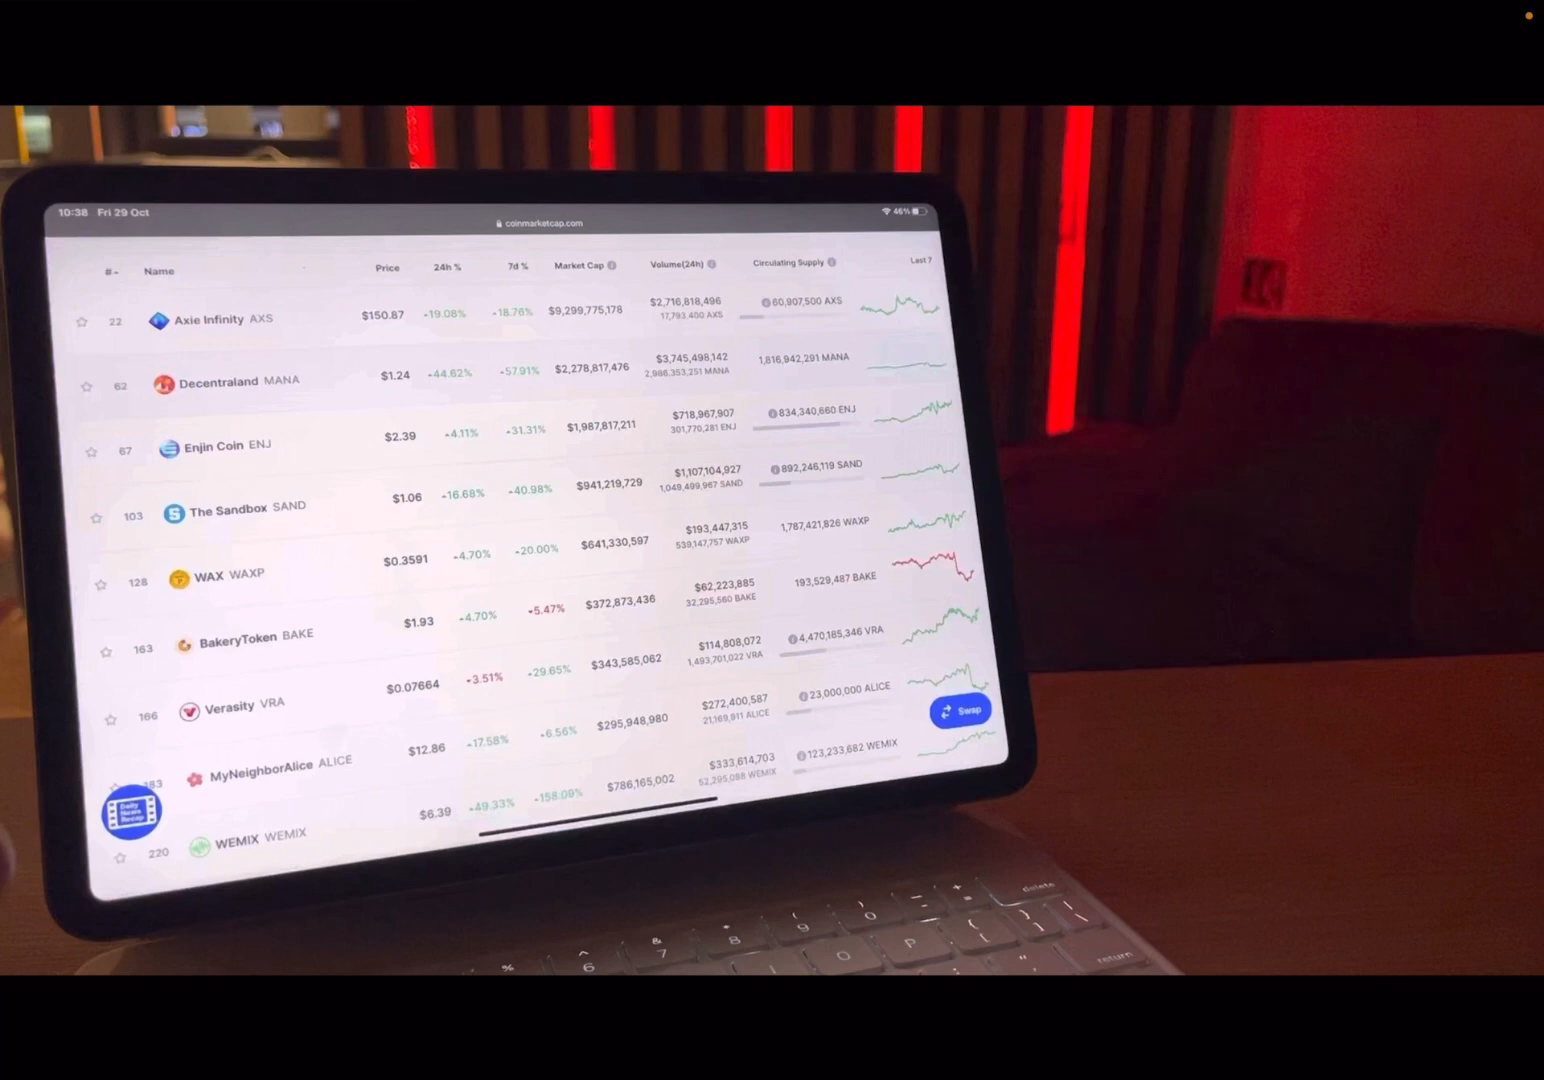 10:38 Fri 29 Oct
coinmarketcap.com
46%
# Name Price 24h % 7d % Market Cap Volume(24h) Circulating Supply Last 7
22 Axie Infinity AXS $150.87 19.08% 18.76% $9,299,775,178 $2,716,818,496 60,907,500 AXS
17,793,400 AXS
62 Decentraland MANA $1.24 44.62% 57.91% $2,278,817,476 $3,745,498,142 1,816,942,291 MANA
2,986,353,251 MANA
67 Enjin Coin ENJ $2.39 4.11% 31.31% $1,987,817,211 $718,967,907 834,340,660 ENJ
301,770,281 ENJ
103 The Sandbox SAND $1.06 16.68% 40.98% $941,219,729 $1,107,104,927 892,246,119 SAND
1,049,499,967 SAND
128 WAX WAXP $0.3591 4.70% 20.00% $641,330,597 $193,447,315 1,787,421,826 WAXP
539,147,757 WAXP
163 BakeryToken BAKE $1.93 4.70% 5.47% $372,873,436 $62,223,885 193,529,487 BAKE
32,295,560 BAKE
166 Verasity VRA $0.07664 3.51% 29.65% $343,585,062 $114,808,072 4,470,185,346 VRA
1,493,701,022 VRA
183 MyNeighborAlice ALICE $12.86 17.58% 6.56% $295,948,980 $272,400,587 23,000,000 ALICE
21,169,911 ALICE
220 WEMIX WEMIX $6.39 49.33% 158.09% $786,165,002 $333,614,703 123,233,682 WEMIX
52,295,088 WEMIX
Swap
Daily
News
Recap
delete
% ^ & * ( ) _ +
6 7 8 9 0 - =
O P { [ } ] | \
" return